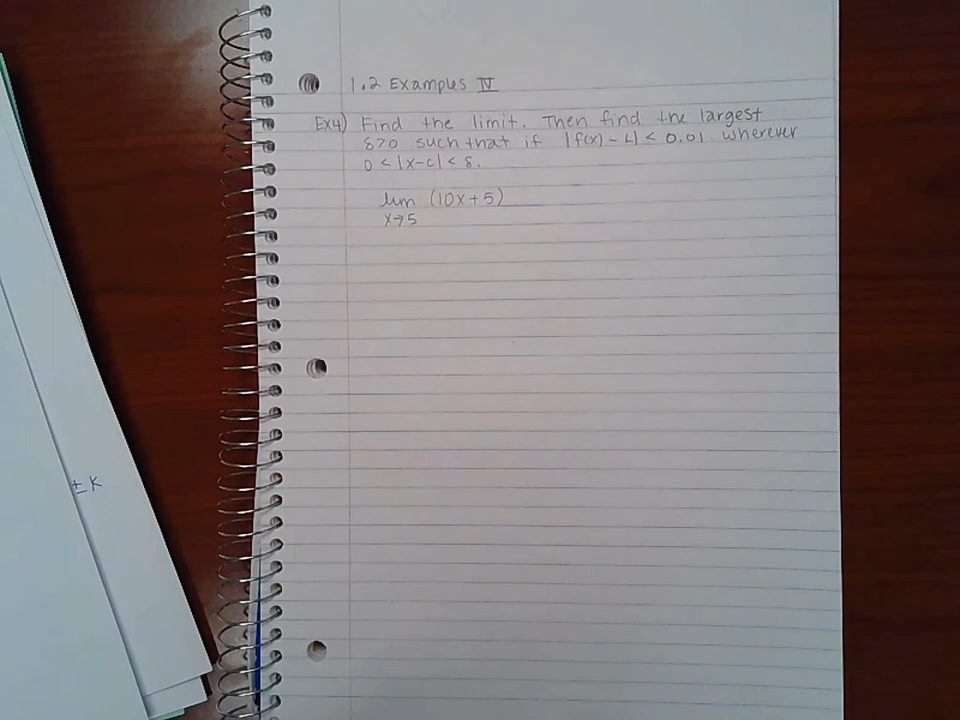 1.2 Examples IV
Ex4) Find the limit. Then find the largest
δ>0 such that if |f(x) - L| < 0.01 wherever
0 < |x-c| < δ.
lim (10x + 5)
x→5
± K